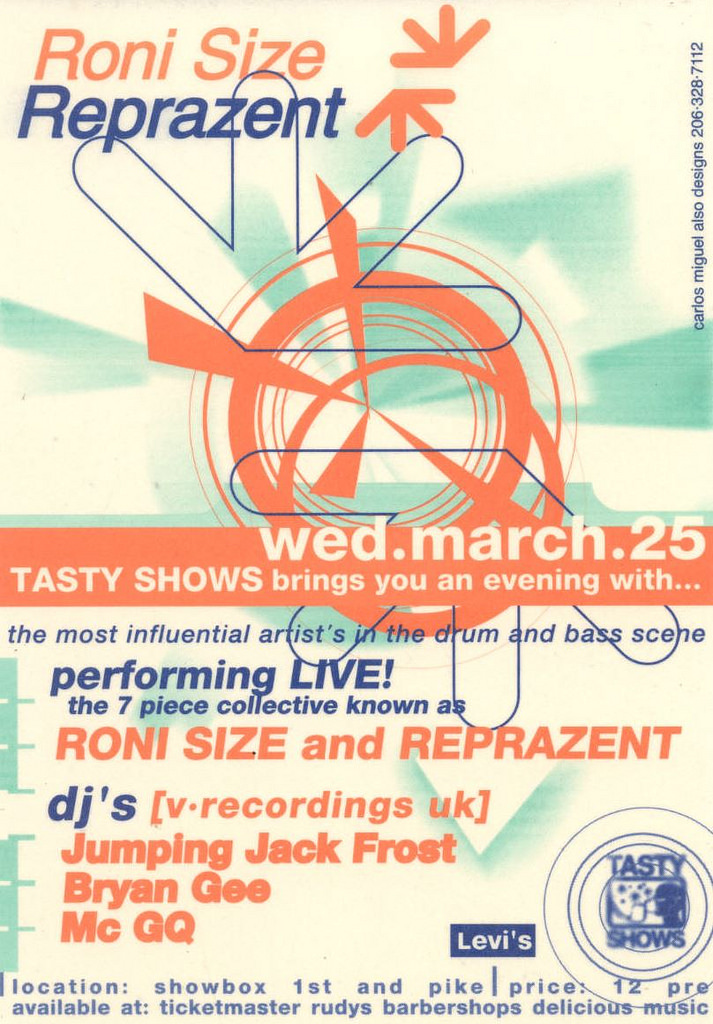 Roni Size
Reprazent
carlos miguel also designs 206·328·7112
wed.march.25
TASTY SHOWS brings you an evening with...
the most influential artist's in the drum and bass scene
performing LIVE!
the 7 piece collective known as
RONI SIZE and REPRAZENT
dj's [v·recordings uk]
Jumping Jack Frost
Bryan Gee
Mc GQ
TASTY
SHOWS
Levi's
location: showbox 1st and pike | price: 12 pre
available at: ticketmaster rudys barbershops delicious music